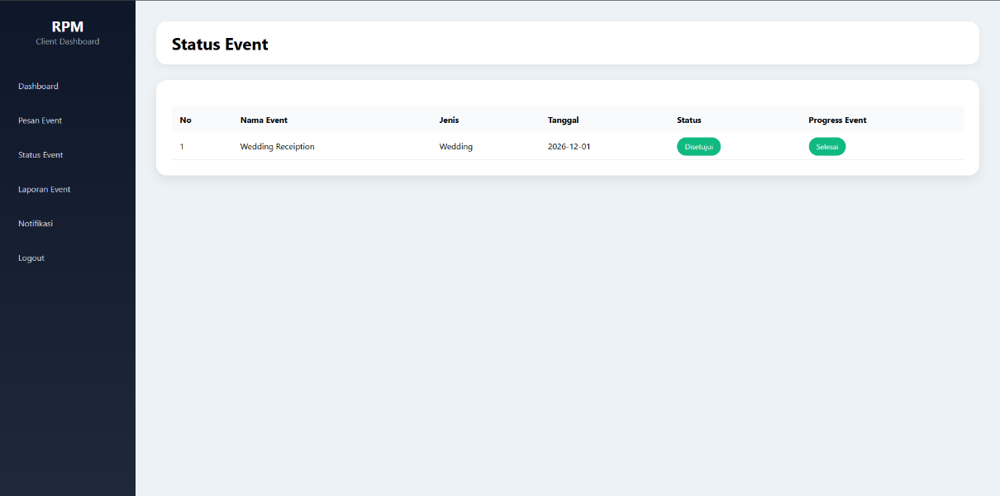 RPM
Client Dashboard
Dashboard
Pesan Event
Status Event
Laporan Event
Notifikasi
Logout
Status Event
No Nama Event Jenis Tanggal Status Progress Event
1 Wedding Receiption Wedding 2026-12-01 Disetujui Selesai